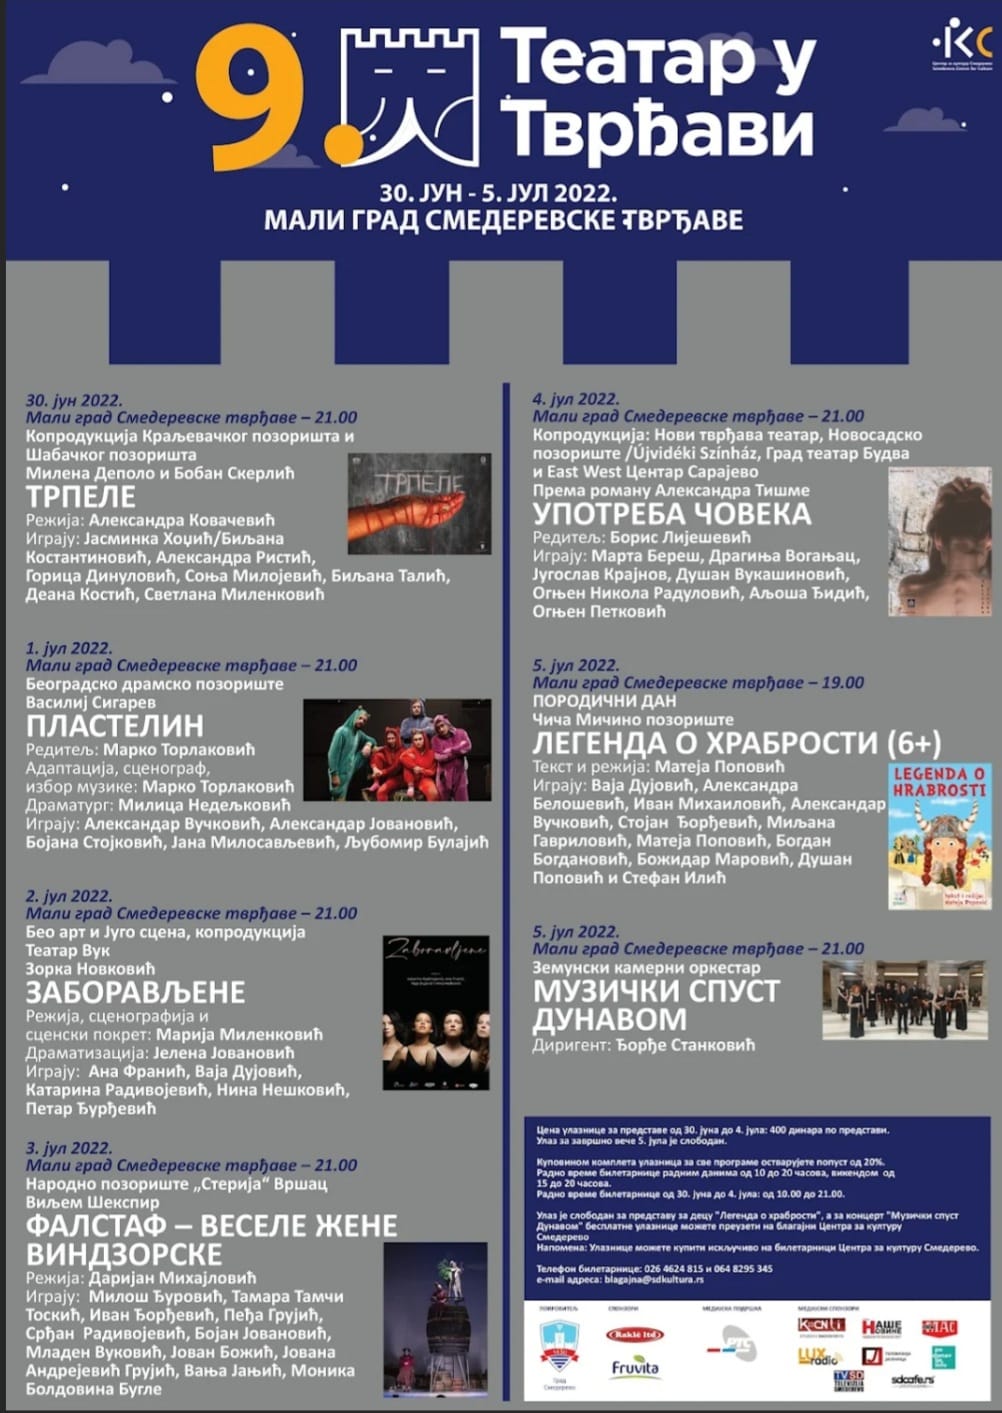 9.
Театар у
Тврђави
30. ЈУН - 5. ЈУЛ 2022.
МАЛИ ГРАД СМЕДЕРЕВСКЕ ТВРЂАВЕ
30. јун 2022.
Мали град Смедеревске тврђаве – 21.00
Копродукција Краљевачког позоришта и
Шабачког позоришта
Милена Деполо и Бобан Скерлић
ТРПЕЛЕ
Режија: Александра Ковачевић
Играју: Јасминка Хоџић/Биљана
Костантиновић, Александра Ристић,
Горица Динуловић, Соња Милојевић, Биљана Талић,
Деана Костић, Светлана Миленковић
ТРПЕЛЕ
1. јул 2022.
Мали град Смедеревске тврђаве – 21.00
Београдско драмско позориште
Василиј Сигарев
ПЛАСТЕЛИН
Редитељ: Марко Торлаковић
Адаптација, сценограф,
избор музике: Марко Торлаковић
Драматург: Милица Недељковић
Играју: Александар Вучковић, Александар Јовановић,
Бојана Стојковић, Јана Милосављевић, Љубомир Булајић
2. јул 2022.
Мали град Смедеревске тврђаве – 21.00
Бео арт и Југо сцена, копродукција
Театар Вук
Зорка Новковић
ЗАБОРАВЉЕНЕ
Режија, сценографија и
сценски покрет: Марија Миленковић
Драматизација: Јелена Јовановић
Играју: Ана Франић, Ваја Дујовић,
Катарина Радивојевић, Нина Нешковић,
Петар Ђурђевић
Zaboravljene
3. јул 2022.
Мали град Смедеревске тврђаве – 21.00
Народно позориште „Стерија“ Вршац
Виљем Шекспир
ФАЛСТАФ – ВЕСЕЛЕ ЖЕНЕ
ВИНДЗОРСКЕ
Режија: Даријан Михајловић
Играју: Милош Ђуровић, Тамара Тамчи
Тоскић, Иван Ђорђевић, Пеђа Грујић,
Срђан Радивојевић, Бојан Јовановић,
Младен Вуковић, Јован Божић, Јована
Андрејевић Грујић, Вања Јањић, Моника
Болдовина Бугле
4. јул 2022.
Мали град Смедеревске тврђаве – 21.00
Копродукција: Нови тврђава театар, Новосадско
позориште /Újvidéki Színház, Град театар Будва
и East West Центар Сарајево
Према роману Александра Тишме
УПОТРЕБА ЧОВЕКА
Редитељ: Борис Лијешевић
Играју: Марта Береш, Драгиња Вогањац,
Југослав Крајнов, Душан Вукашиновић,
Огњен Никола Радуловић, Аљоша Ђидић,
Огњен Петковић
5. јул 2022.
Мали град Смедеревске тврђаве – 19.00
ПОРОДИЧНИ ДАН
Чича Мичино позориште
ЛЕГЕНДА О ХРАБРОСТИ (6+)
Текст и режија: Матеја Поповић
Играју: Ваја Дујовић, Александра
Белошевић, Иван Михаиловић, Александар
Вучковић, Стојан Ђорђевић, Миљана
Гавриловић, Матеја Поповић, Богдан
Богдановић, Божидар Маровић, Душан
Поповић и Стефан Илић
LEGENDA O
HRABROSTI
tekst i režija:
Mateja Popović
5. јул 2022.
Мали град Смедеревске тврђаве – 21.00
Земунски камерни оркестар
МУЗИЧКИ СПУСТ
ДУНАВОМ
Диригент: Ђорђе Станковић
Цена улазнице за представе од 30. јуна до 4. јула: 400 динара по представи.
Улаз за завршно вече 5. јула је слободан.
Куповином комплета улазница за све програме остварујете попуст од 20%.
Радно време билетарнице радним данима од 10 до 20 часова, викендом од
15 до 20 часова.
Радно време билетарнице од 30. јуна до 4. јула: од 10.00 до 21.00.
Улаз је слободан за представу за децу "Легенда о храбрости", а за концерт "Музички спуст
Дунавом" бесплатне улазнице можете преузети на благајни Центра за културу
Смедерево
Напомена: Улазнице можете купити искључиво на билетарници Центра за културу Смедерево.
Телефон билетарнице: 026 4624 815 и 064 8295 345
e-mail адреса: blagajna@sdkultura.rs
ПОКРОВИТЕЉ
СПОНЗОРИ
МЕДИЈСКА ПОДРШКА
МЕДИЈСКИ СПОНЗОРИ
Град
Смедерево
Raklé ltd
Fruvita
РТС
НАШЕ
НОВИНЕ
ГЛАС
LUX
radio
TV SD
ТЕЛЕВИЗИЈА
СМЕДЕРЕВО
sdcafe.rs